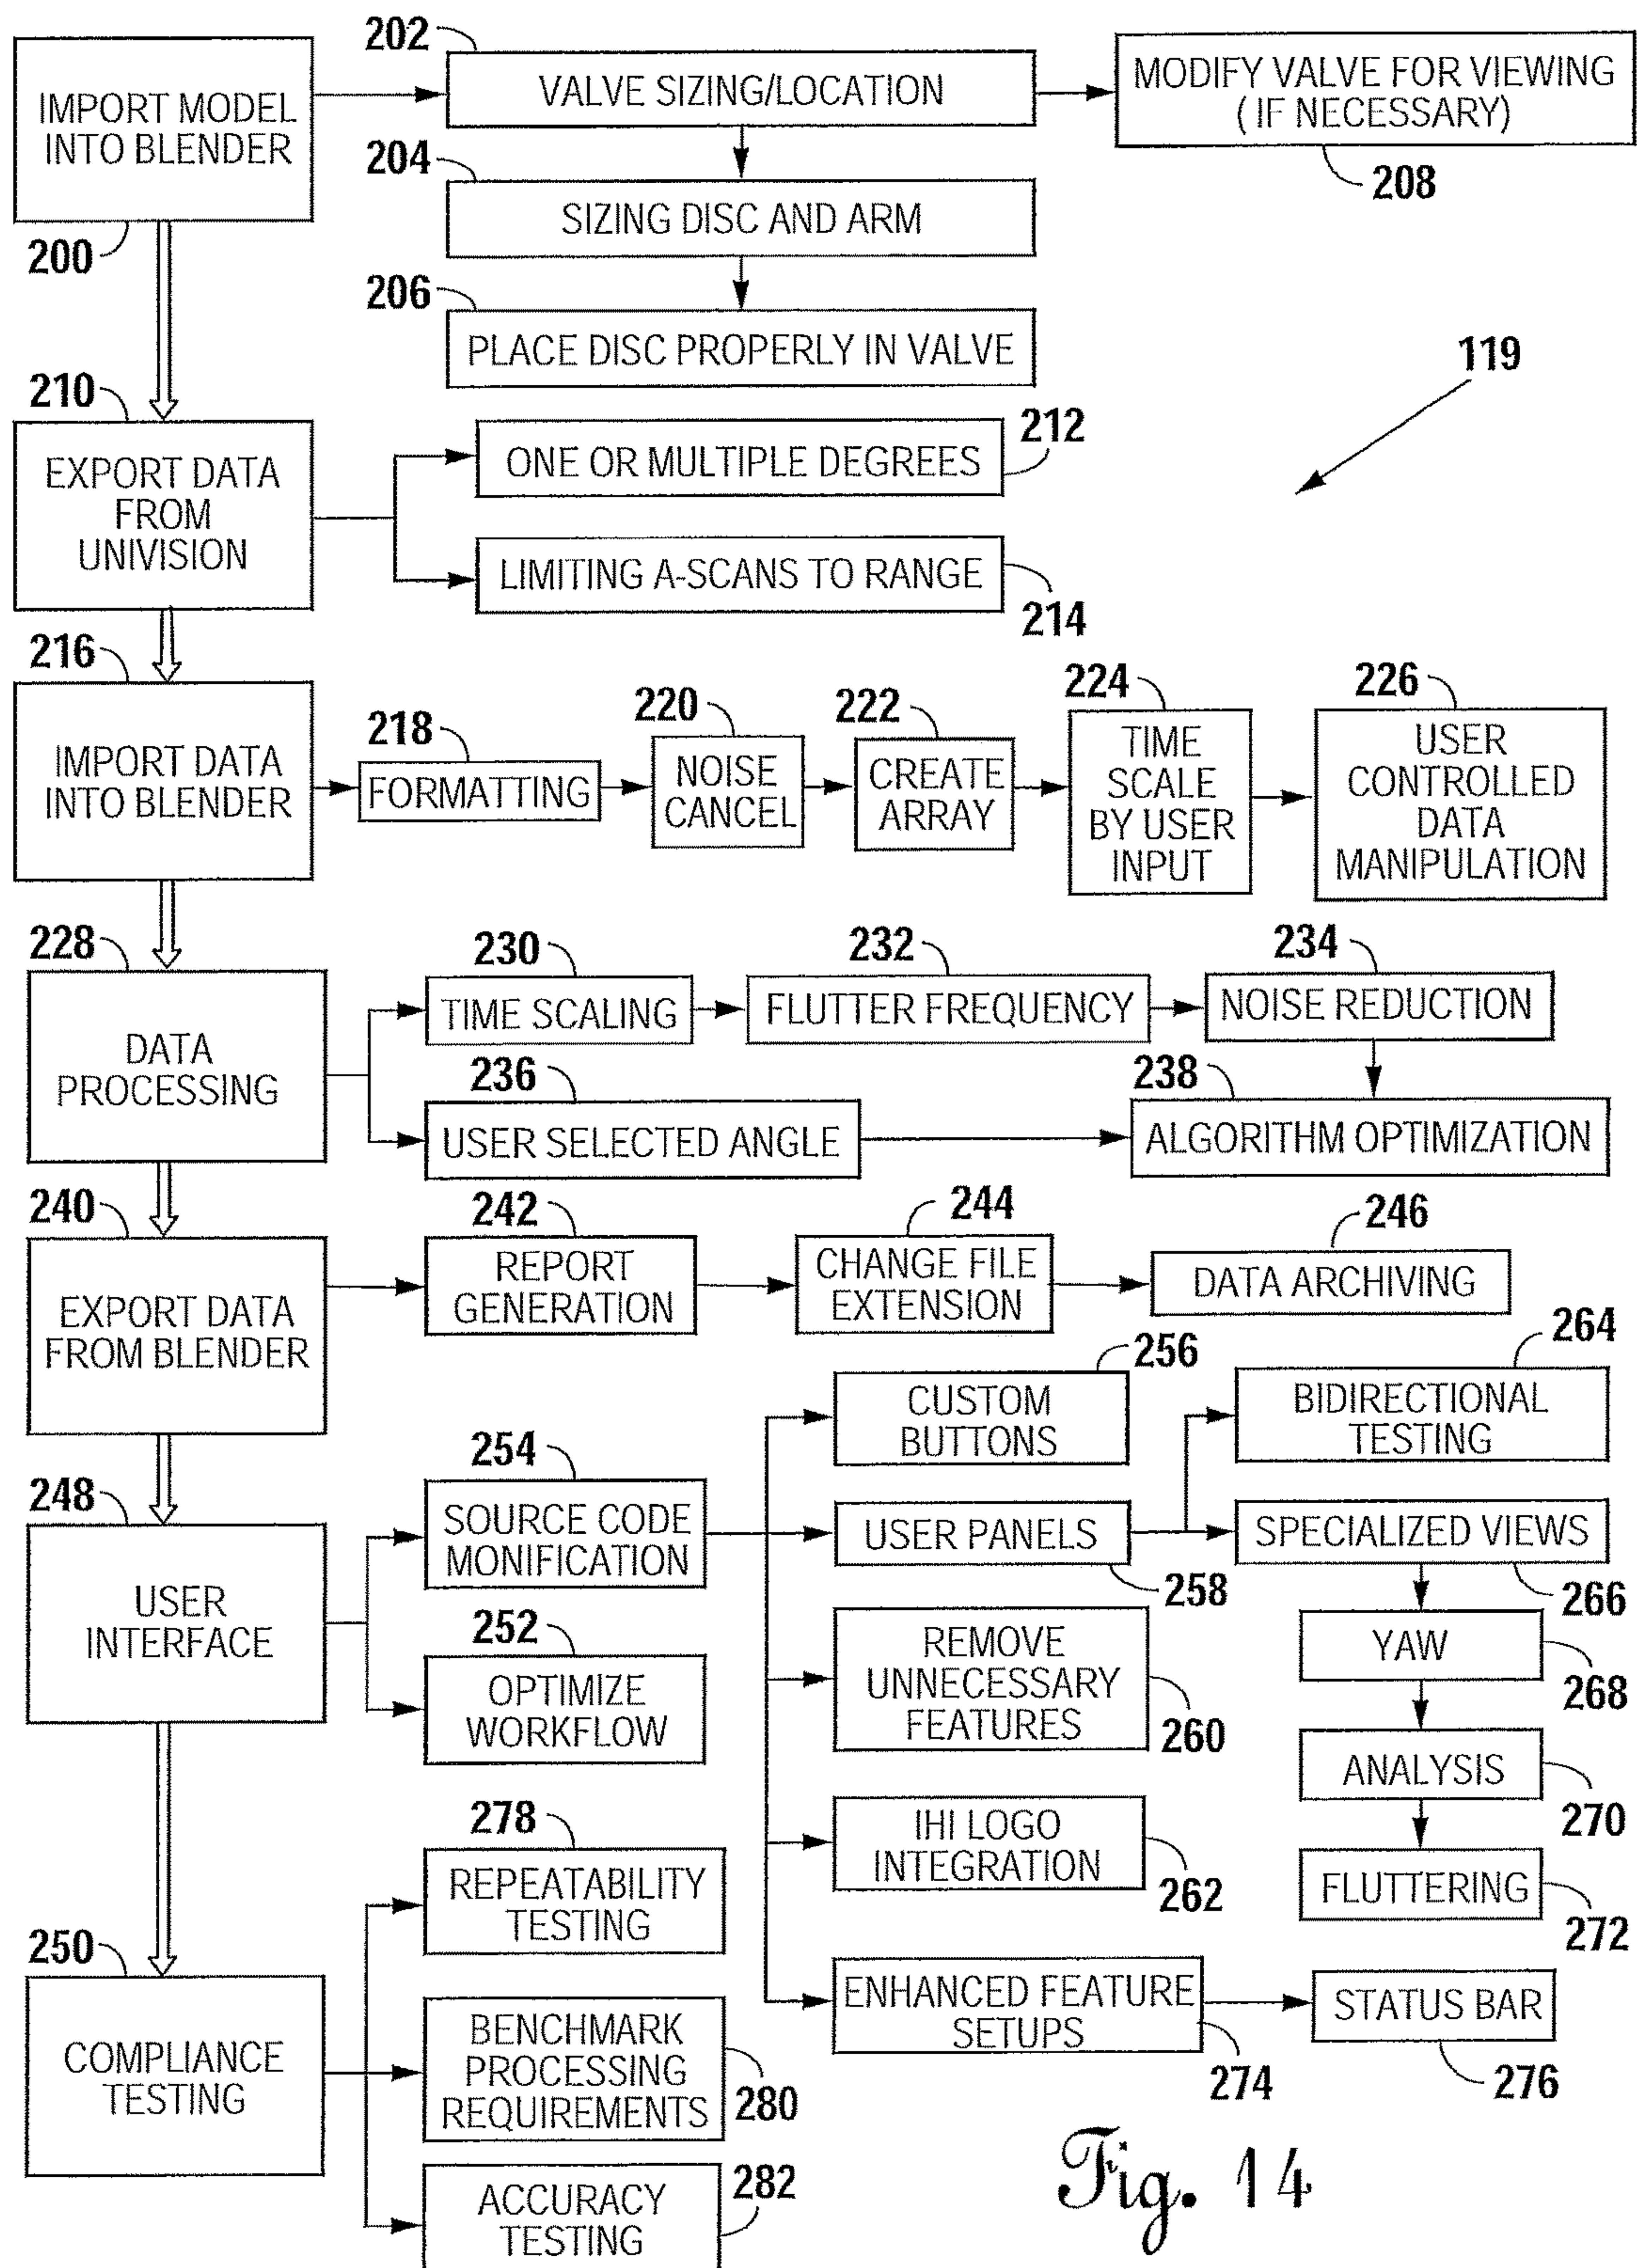 202
IMPORT MODEL
INTO BLENDER
200
VALVE SIZING/LOCATION
MODIFY VALVE FOR VIEWING
(IF NECESSARY)
208
204
SIZING DISC AND ARM
206
PLACE DISC PROPERLY IN VALVE
119
210
EXPORT DATA
FROM
UNIVISION
ONE OR MULTIPLE DEGREES
212
LIMITING A-SCANS TO RANGE
214
216
IMPORT DATA
INTO BLENDER
218
FORMATTING
220
NOISE
CANCEL
222
CREATE
ARRAY
224
TIME
SCALE
BY USER
INPUT
226
USER
CONTROLLED
DATA
MANIPULATION
228
DATA
PROCESSING
230
TIME SCALING
232
FLUTTER FREQUENCY
234
NOISE REDUCTION
236
USER SELECTED ANGLE
238
ALGORITHM OPTIMIZATION
240
EXPORT DATA
FROM BLENDER
242
REPORT
GENERATION
244
CHANGE FILE
EXTENSION
246
DATA ARCHIVING
248
USER
INTERFACE
254
SOURCE CODE
MONIFICATION
252
OPTIMIZE
WORKFLOW
256
CUSTOM
BUTTONS
USER PANELS
258
REMOVE
UNNECESSARY
FEATURES
260
IHI LOGO
INTEGRATION
262
ENHANCED FEATURE
SETUPS
274
264
BIDIRECTIONAL
TESTING
SPECIALIZED VIEWS
266
YAW
268
ANALYSIS
270
FLUTTERING
272
STATUS BAR
276
250
COMPLIANCE
TESTING
278
REPEATABILITY
TESTING
BENCHMARK
PROCESSING
REQUIREMENTS
280
ACCURACY
TESTING
282
Fig. 14